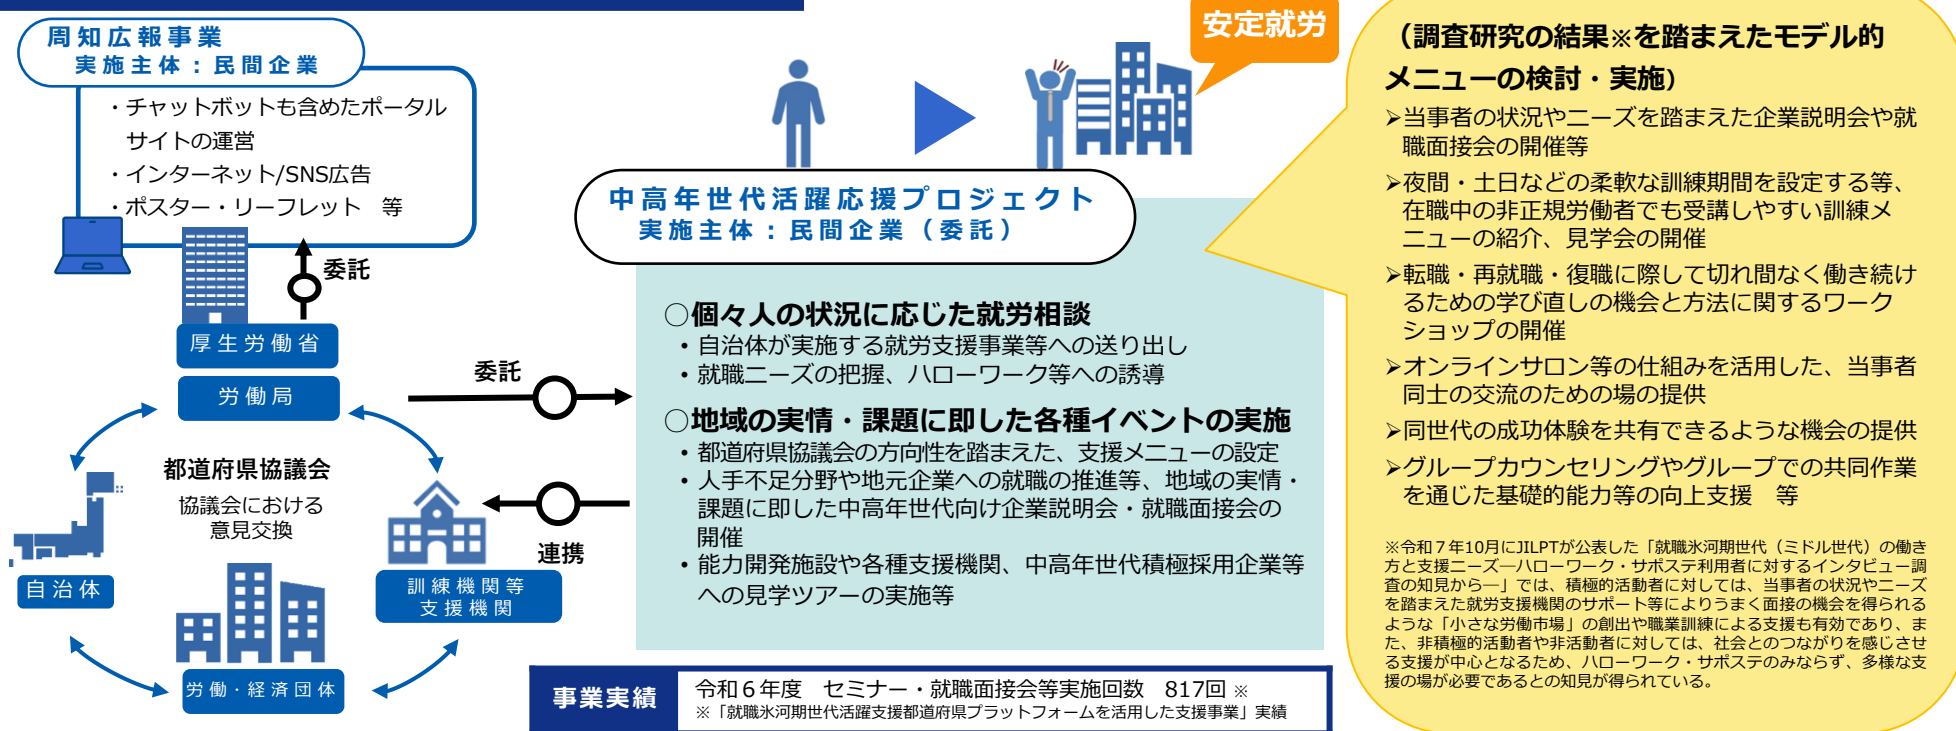 周知広報事業
実施主体：民間企業
・チャットボットも含めたポータル
サイトの運営
・インターネット/SNS広告
・ポスター・リーフレット　等
委託
厚生労働省
労働局
都道府県協議会
協議会における
意見交換
自治体
訓練機関等
支援機関
労働・経済団体
委託
連携
安定就労
中高年世代活躍応援プロジェクト
実施主体：民間企業（委託）
○個々人の状況に応じた就労相談
・自治体が実施する就労支援事業等への送り出し
・就職ニーズの把握、ハローワーク等への誘導
○地域の実情・課題に即した各種イベントの実施
・都道府県協議会の方向性を踏まえた、支援メニューの設定
・人手不足分野や地元企業への就職の推進等、地域の実情・
課題に即した中高年世代向け企業説明会・就職面接会の
開催
・能力開発施設や各種支援機関、中高年世代積極採用企業等
への見学ツアーの実施等
事業実績
令和６年度　セミナー・就職面接会等実施回数　817回 ※
※「就職氷河期世代活躍支援都道府県プラットフォームを活用した支援事業」実績
（調査研究の結果※を踏まえたモデル的
メニューの検討・実施）
➢当事者の状況やニーズを踏まえた企業説明会や就
職面接会の開催等
➢夜間・土日などの柔軟な訓練期間を設定する等、
在職中の非正規労働者でも受講しやすい訓練メ
ニューの紹介、見学会の開催
➢転職・再就職・復職に際して切れ間なく働き続け
るための学び直しの機会と方法に関するワーク
ショップの開催
➢オンラインサロン等の仕組みを活用した、当事者
同士の交流のための場の提供
➢同世代の成功体験を共有できるような機会の提供
➢グループカウンセリングやグループでの共同作業
を通じた基礎的能力等の向上支援　等
※令和７年10月にJILPTが公表した「就職氷河期世代（ミドル世代）の働き
方と支援ニーズ―ハローワーク・サポステ利用者に対するインタビュー調
査の知見から―」では、積極的活動者に対しては、当事者の状況やニーズ
を踏まえた就労支援機関のサポート等によりうまく面接の機会を得られる
ような「小さな労働市場」の創出や職業訓練による支援も有効であり、ま
た、非積極的活動者や非活動者に対しては、社会とのつながりを感じさせ
る支援が中心となるため、ハローワーク・サポステのみならず、多様な支
援の場が必要であるとの知見が得られている。